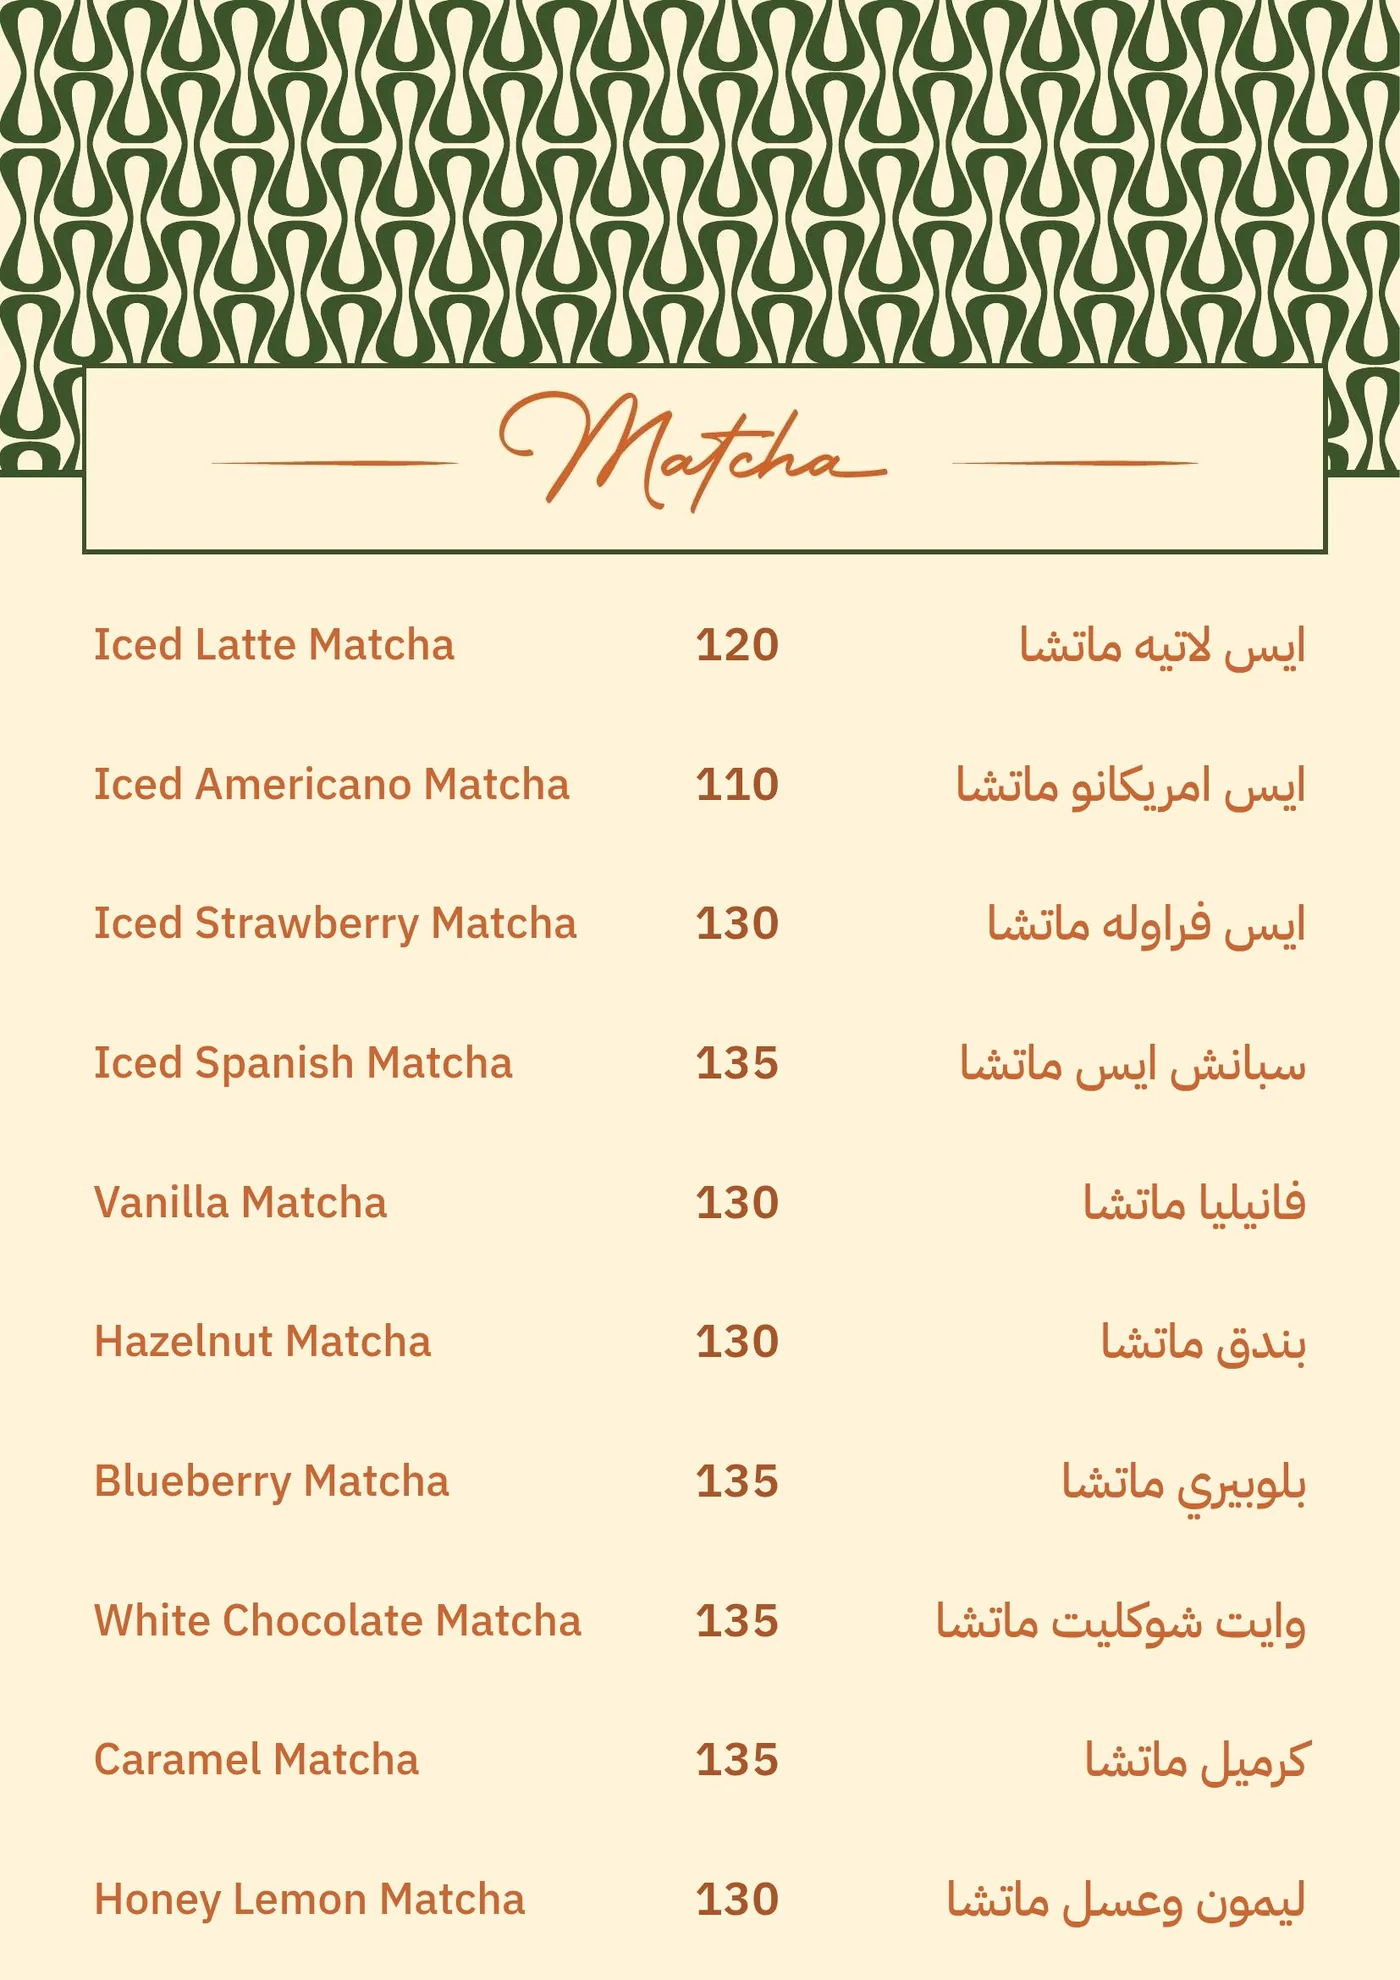 Matcha
Iced Latte Matcha 120 ايس لاتيه ماتشا
Iced Americano Matcha 110 ايس امريكانو ماتشا
Iced Strawberry Matcha 130 ايس فراوله ماتشا
Iced Spanish Matcha 135 سبانش ايس ماتشا
Vanilla Matcha 130 فانيليا ماتشا
Hazelnut Matcha 130 بندق ماتشا
Blueberry Matcha 135 بلوبيري ماتشا
White Chocolate Matcha 135 وايت شوكليت ماتشا
Caramel Matcha 135 كرميل ماتشا
Honey Lemon Matcha 130 ليمون وعسل ماتشا